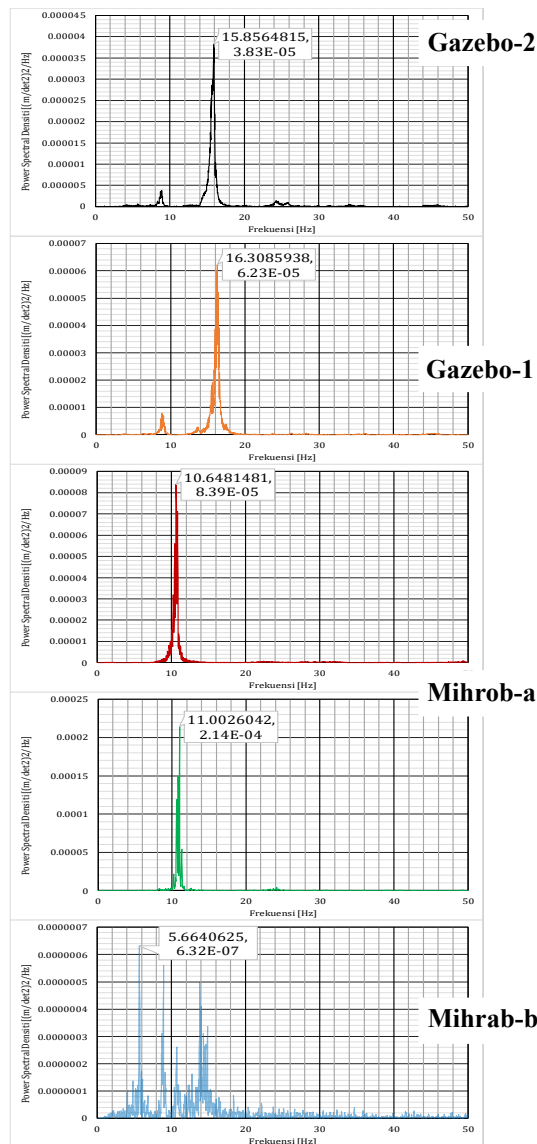 0.000045
0.00004
0.000035
0.00003
0.000025
0.00002
0.000015
0.00001
0.000005
0
Power Spectral Densiti [(m/det2)2/Hz]
15.8564815,
3.83E-05
Gazebo-2
0 10 20 30 40 50
Frekuensi [Hz]
0.00007
0.00006
0.00005
0.00004
0.00003
0.00002
0.00001
0
Power Spectral Densiti [(m/det2)2/Hz]
16.3085938,
6.23E-05
Gazebo-1
0 10 20 30 40 50
Frekuensi [Hz]
0.00009
0.00008
0.00007
0.00006
0.00005
0.00004
0.00003
0.00002
0.00001
0
Power Spectral Densiti [(m/det2)2/Hz]
10.6481481,
8.39E-05
0 10 20 30 40 50
Frekuensi [Hz]
Mihrob-a
0.00025
0.0002
0.00015
0.0001
0.00005
0
Power Spectral Densiti [(m/det2)2/Hz]
11.0026042,
2.14E-04
0 10 20 30 40 50
Frekuensi [Hz]
0.0000007
0.0000006
0.0000005
0.0000004
0.0000003
0.0000002
0.0000001
0
Power Spectral Densiti [(m/det2)2/Hz]
5.6640625,
6.32E-07
Mihrab-b
0 10 20 30 40 50
Frekuensi [Hz]